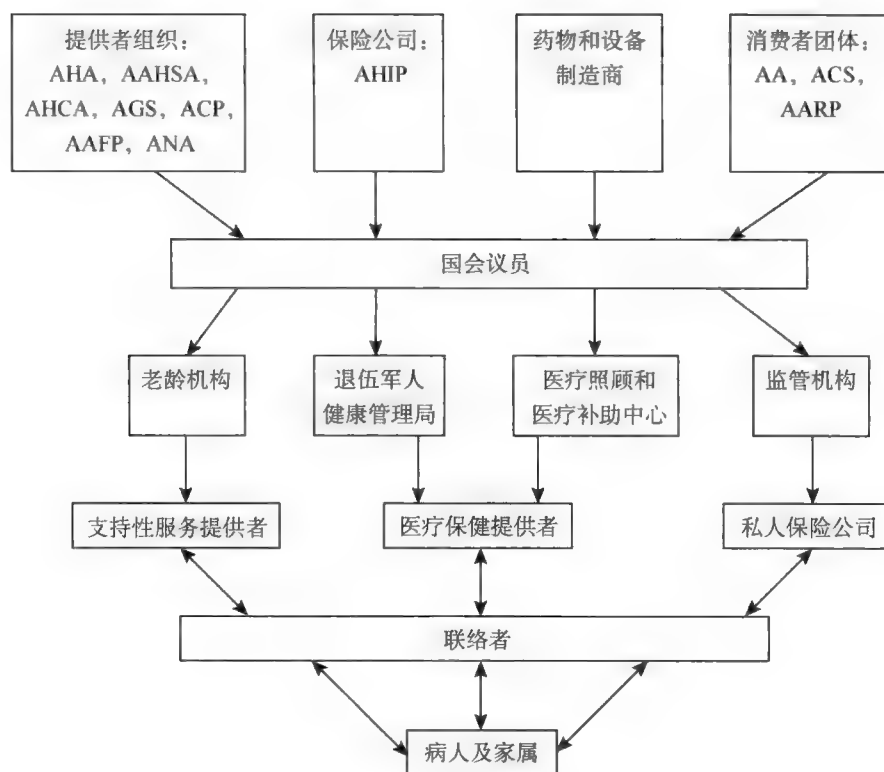 提供者组织：
AHA，AAHSA，
AHCA，AGS，ACP，
AAFP，ANA
保险公司：
AHIP
药物和设备
制造商
消费者团体：
AA，ACS，
AARP
国会议员
老龄机构
退伍军人
健康管理局
医疗照顾和
医疗补助中心
监管机构
支持性服务提供者
医疗保健提供者
私人保险公司
联络者
病人及家属